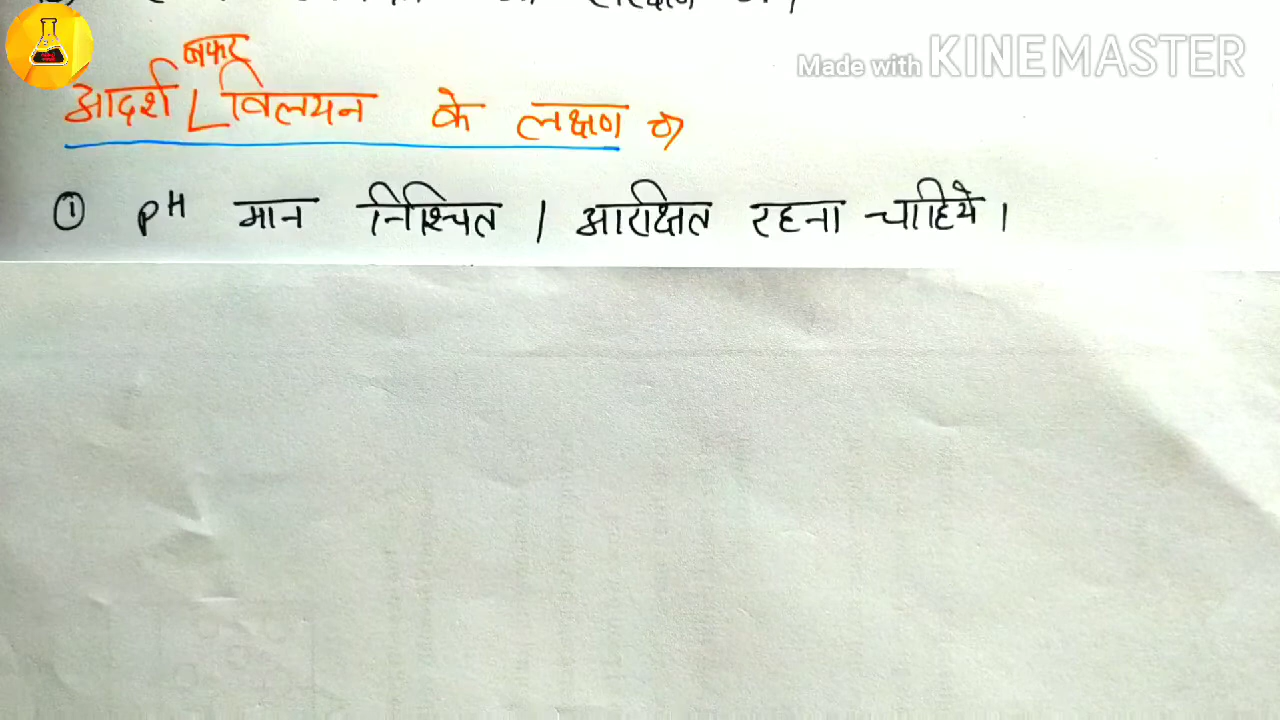 Made with KINEMASTER
आदर्श बफर विलयन के लक्षण
① pH मान निश्चित / आरक्षित रहना चाहिये।